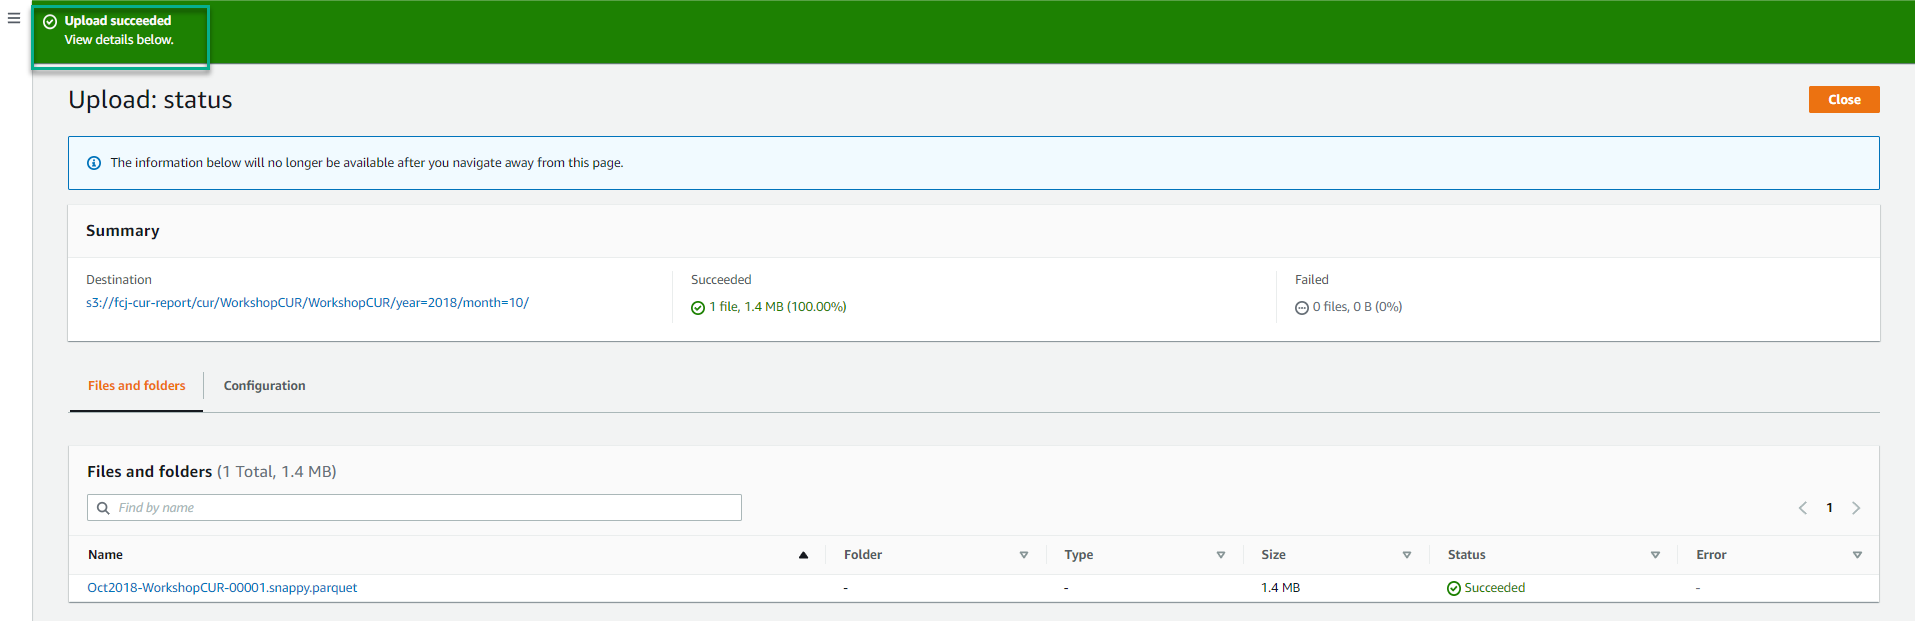 Upload succeeded
View details below.
Upload: status
Close
The information below will no longer be available after you navigate away from this page.
Summary
Destination
s3://fcj-cur-report/cur/WorkshopCUR/WorkshopCUR/year=2018/month=10/
Succeeded
1 file, 1.4 MB (100.00%)
Failed
0 files, 0 B (0%)
Files and folders
Configuration
Files and folders (1 Total, 1.4 MB)
Find by name
1
Name Folder Type Size Status Error
Oct2018-WorkshopCUR-00001.snappy.parquet - - 1.4 MB Succeeded -